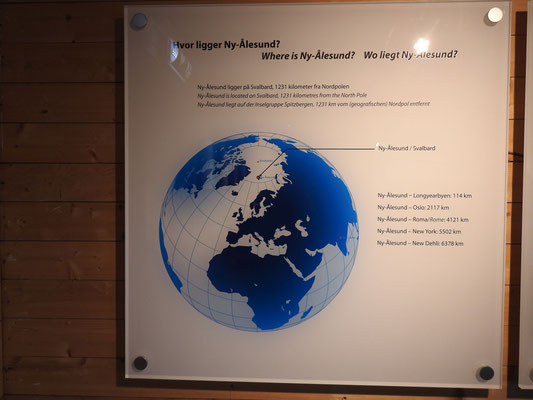 Hvor ligger Ny-Ålesund?
Where is Ny-Ålesund? Wo liegt Ny-Ålesund?
Ny-Ålesund ligger på Svalbard, 1231 kilometer fra Nordpolen
Ny-Ålesund is located on Svalbard, 1231 kilometres from the North Pole
Ny-Ålesund liegt auf der Inselgruppe Spitzbergen, 1231 km vom (geografischen) Nordpol entfernt
Ny-Ålesund / Svalbard
Ny-Ålesund – Longyearbyen: 114 km
Ny-Ålesund – Oslo: 2117 km
Ny-Ålesund – Roma/Rome: 4121 km
Ny-Ålesund – New York: 5502 km
Ny-Ålesund – New Dehli: 6378 km